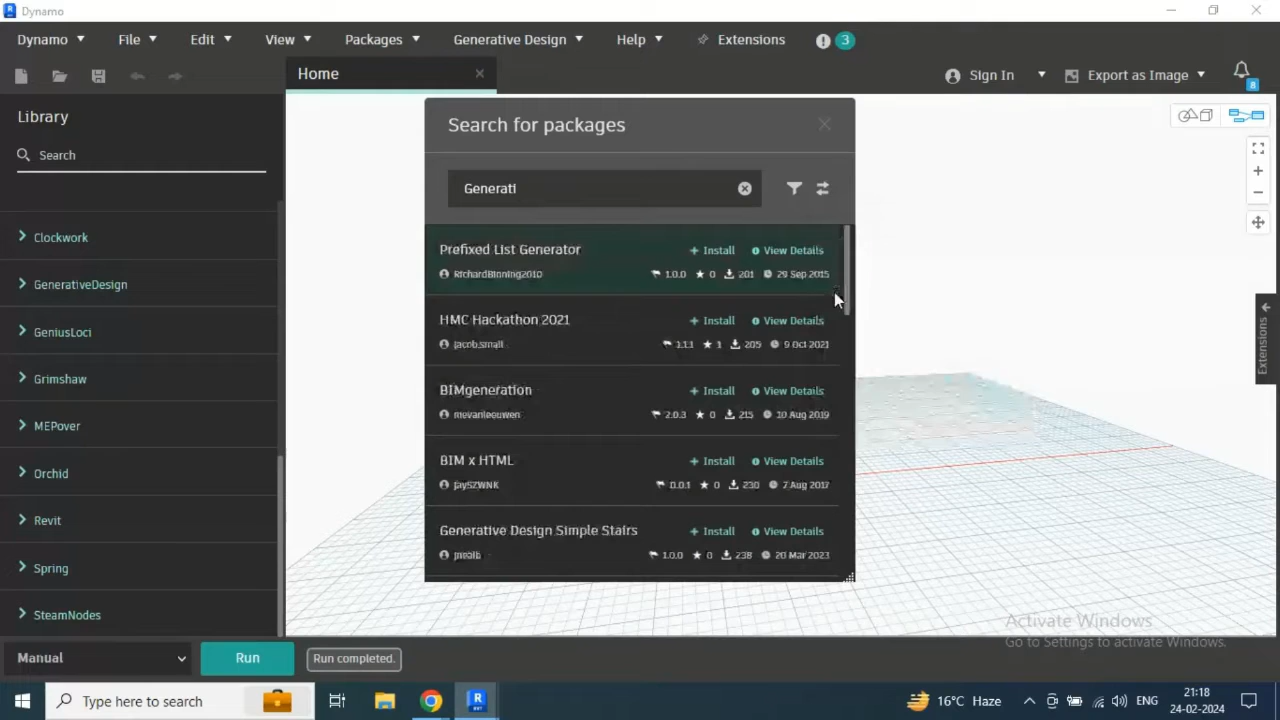 Dynamo
Dynamo File Edit View Packages Generative Design Help Extensions 3
Home Sign In Export as Image 8
Library
Search
Clockwork
GenerativeDesign
GeniusLoci
Grimshaw
MEPover
Orchid
Revit
Spring
SteamNodes
Search for packages
Generati
Prefixed List Generator Install View Details
RichardBinning2010 1.0.0 0 201 29 Sep 2015
HMC Hackathon 2021 Install View Details
jacob.small 1.1.1 1 205 9 Oct 2021
BIMgeneration Install View Details
mevanleeuwen 2.0.3 0 215 10 Aug 2019
BIM x HTML Install View Details
jaySZWNK 0.0.1 0 230 7 Aug 2017
Generative Design Simple Stairs Install View Details
1.0.0 0 238 20 Mar 2023
Extensions
Activate Windows
Go to Settings to activate Windows.
Manual Run Run completed.
Type here to search 16°C Haze ENG 21:18
24-02-2024